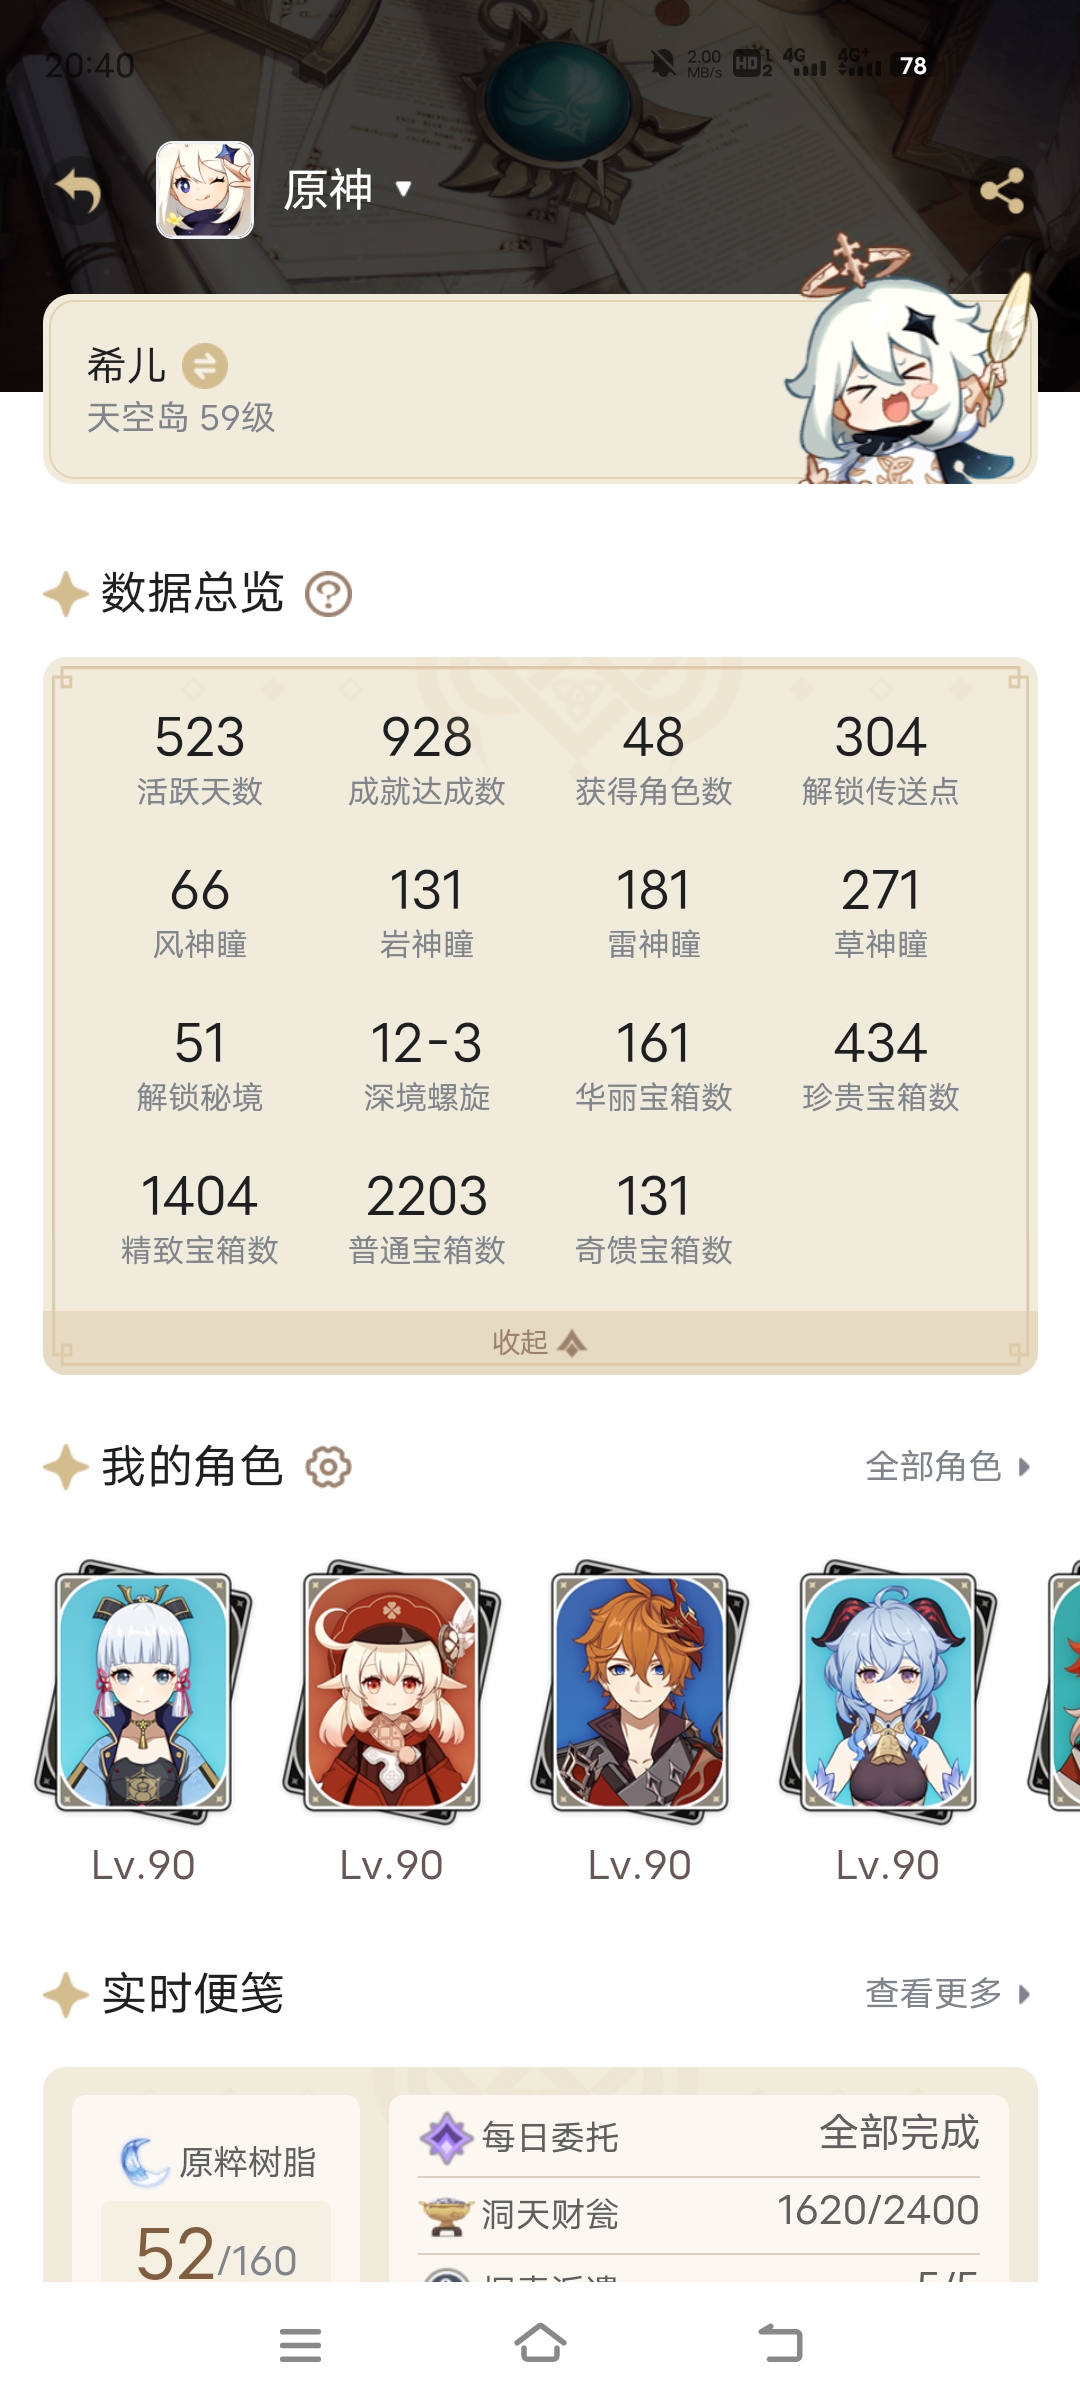 20:40
2.00 MB/s HD 1 2 4G 4G+ 78
原神
希儿
天空岛 59级
数据总览
523 928 48 304
活跃天数 成就达成数 获得角色数 解锁传送点
66 131 181 271
风神瞳 岩神瞳 雷神瞳 草神瞳
51 12-3 161 434
解锁秘境 深境螺旋 华丽宝箱数 珍贵宝箱数
1404 2203 131
精致宝箱数 普通宝箱数 奇馈宝箱数
收起
我的角色 全部角色
Lv.90 Lv.90 Lv.90 Lv.90
实时便笺 查看更多
每日委托 全部完成
原粹树脂
洞天财瓮 1620/2400
52/160
5/5